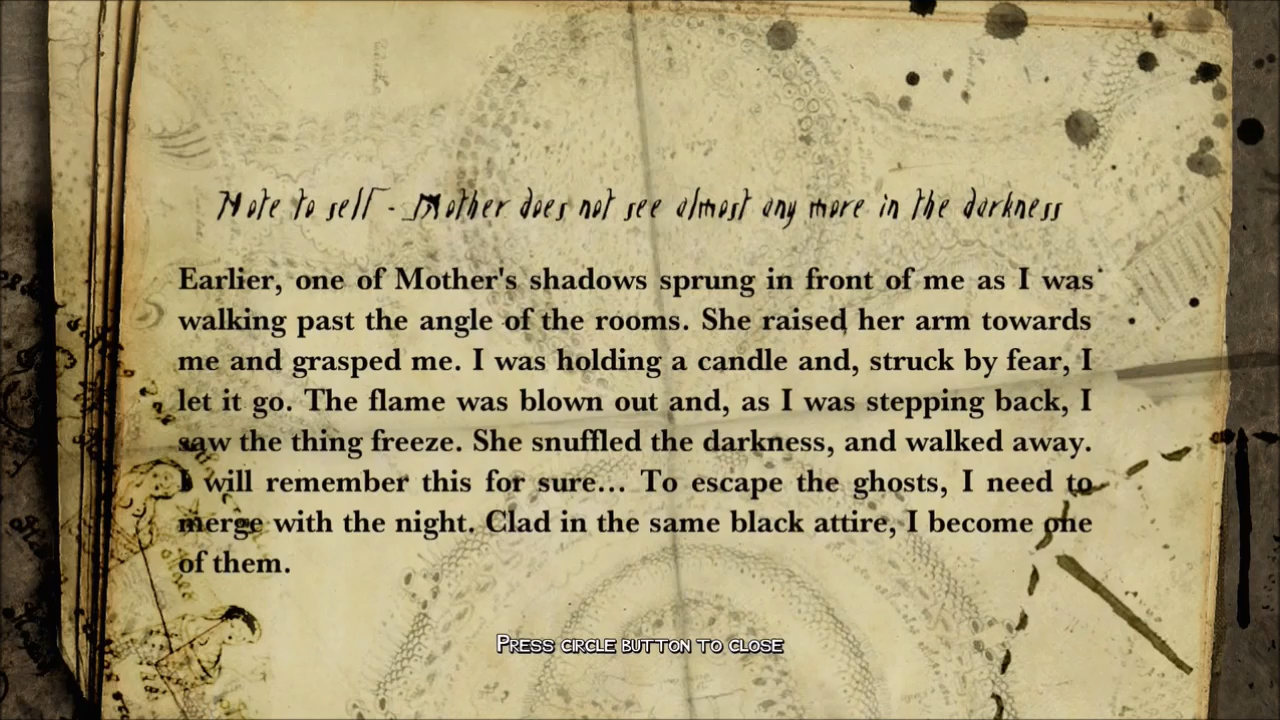 Note to self - Mother does not see almost any more in the darkness
Earlier, one of Mother's shadows sprung in front of me as I was
walking past the angle of the rooms. She raised her arm towards
me and grasped me. I was holding a candle and, struck by fear, I
let it go. The flame was blown out and, as I was stepping back, I
saw the thing freeze. She snuffled the darkness, and walked away.
I will remember this for sure... To escape the ghosts, I need to
merge with the night. Clad in the same black attire, I become one
of them.
Press circle button to close